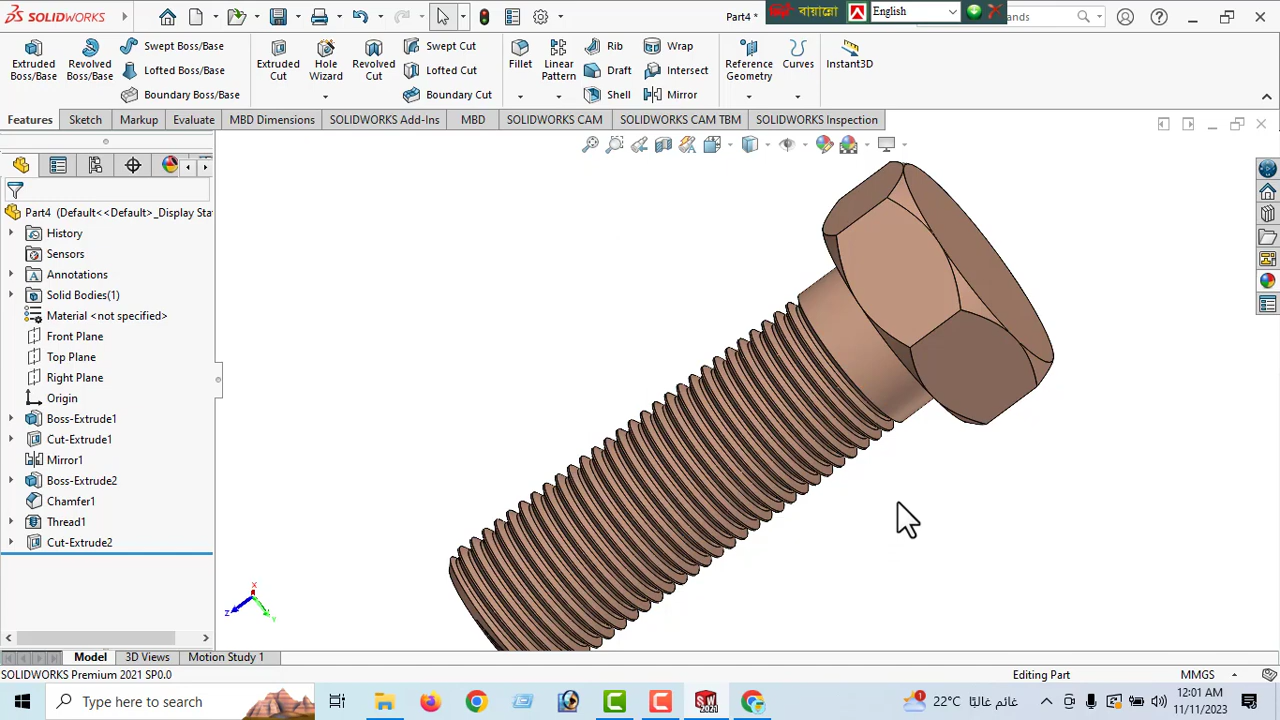 SOLIDWORKS
Part4 *
বায়ান্নো
English
ands
Extruded Boss/Base
Revolved Boss/Base
Swept Boss/Base
Lofted Boss/Base
Boundary Boss/Base
Extruded Cut
Hole Wizard
Revolved Cut
Swept Cut
Lofted Cut
Boundary Cut
Fillet
Linear Pattern
Rib
Draft
Shell
Wrap
Intersect
Mirror
Reference Geometry
Curves
Instant3D
Features Sketch Markup Evaluate MBD Dimensions SOLIDWORKS Add-Ins MBD SOLIDWORKS CAM SOLIDWORKS CAM TBM SOLIDWORKS Inspection
Part4 (Default<<Default>_Display Sta
History
Sensors
Annotations
Solid Bodies(1)
Material <not specified>
Front Plane
Top Plane
Right Plane
Origin
Boss-Extrude1
Cut-Extrude1
Mirror1
Boss-Extrude2
Chamfer1
Thread1
Cut-Extrude2
X
Z
Y
Model 3D Views Motion Study 1
SOLIDWORKS Premium 2021 SP0.0 Editing Part MMGS
Type here to search
SW
2021
1
22°C غائم غالبًا
12:01 AM
11/11/2023